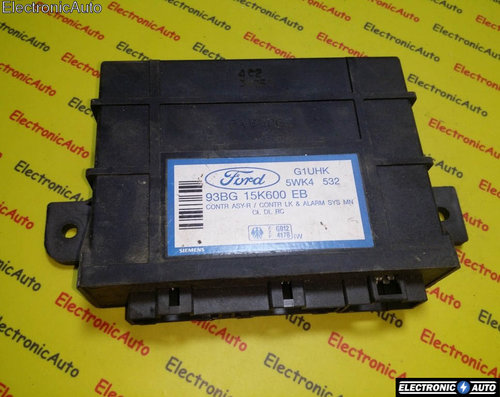 ElectronicAuto
Ford
G1UHK
5WK4 532
93BG 15K600 EB
CONTR ASY-R / CONTR LK & ALARM SYS MN
CL, DL, RC
SIEMENS
ELECTRONIC AUTO